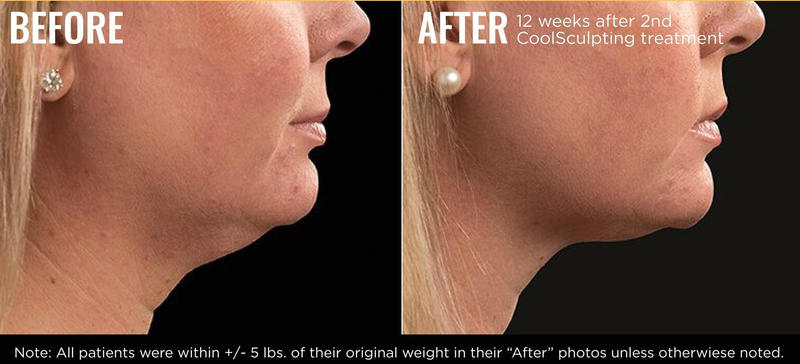 BEFORE
AFTER 12 weeks after 2nd
CoolSculpting treatment
Note: All patients were within +/- 5 lbs. of their original weight in their “After” photos unless otherwiese noted.